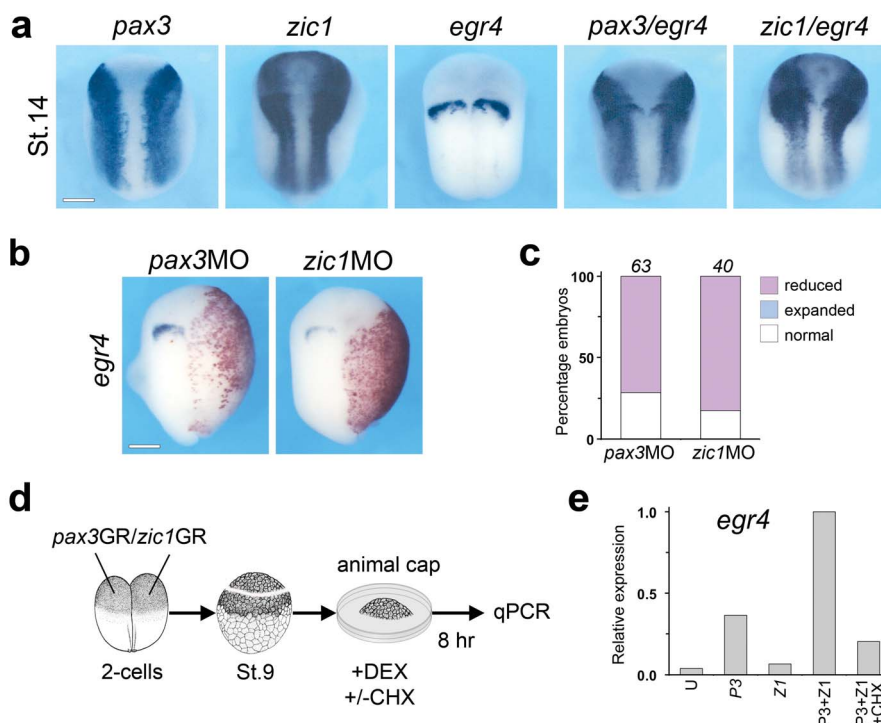 a
pax3 zic1 egr4 pax3/egr4 zic1/egr4
St.14
b
pax3MO zic1MO
egr4
c
63 40
100
50
0
Percentage embryos
pax3MO zic1MO
reduced
expanded
normal
d
pax3GR/zic1GR
animal cap
8 hr
qPCR
2-cells St.9 +DEX
+/-CHX
e
egr4
1.0
0.5
0.0
Relative expression
U P3 Z1 P3+Z1 P3+Z1
+CHX